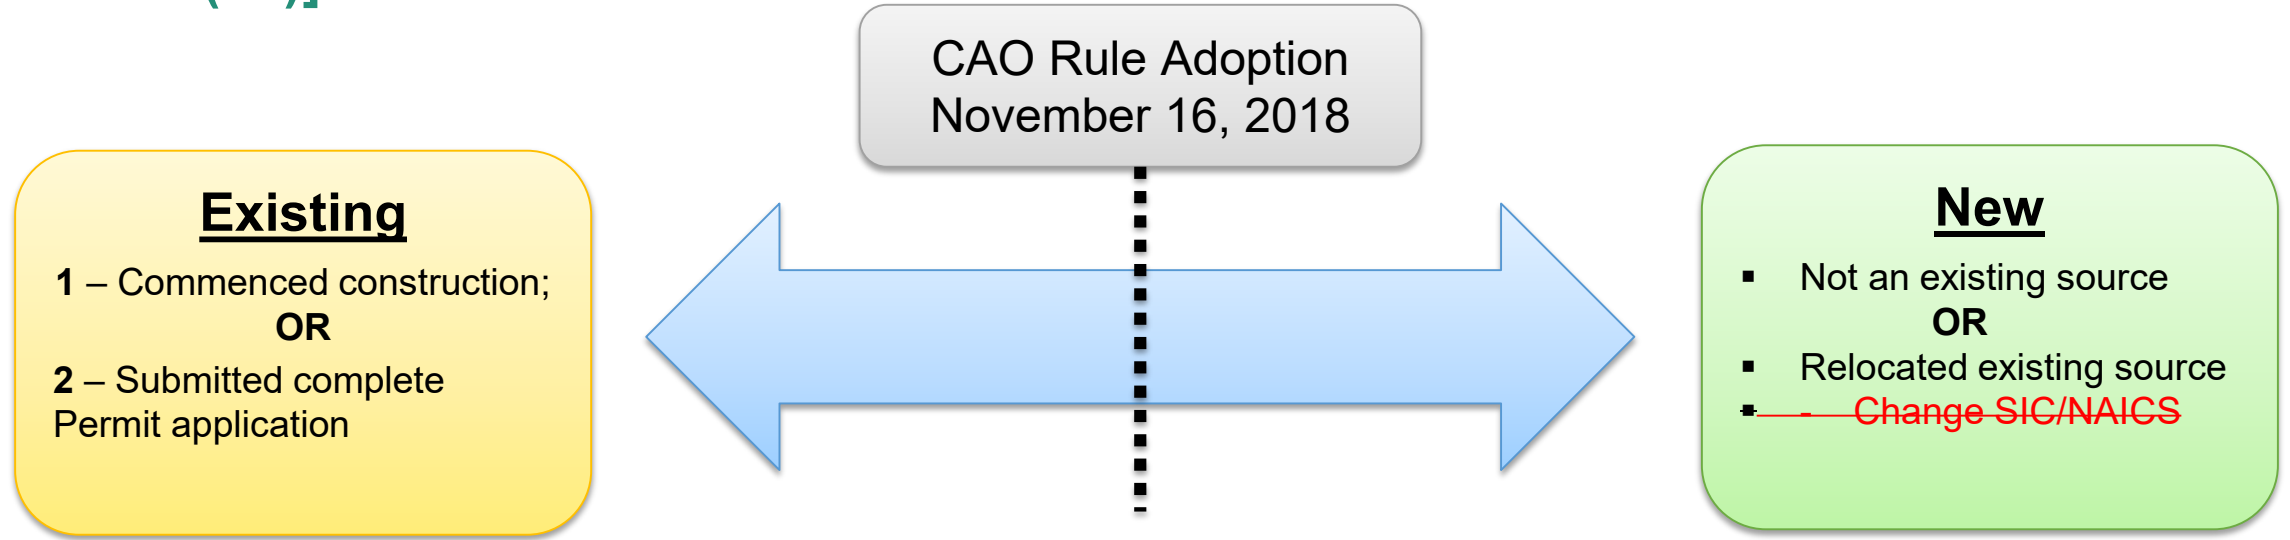 CAO Rule Adoption
November 16, 2018
Existing
1 – Commenced construction;
OR
2 – Submitted complete
Permit application
New
▪ Not an existing source
OR
▪ Relocated existing source
▪ - Change SIC/NAICS